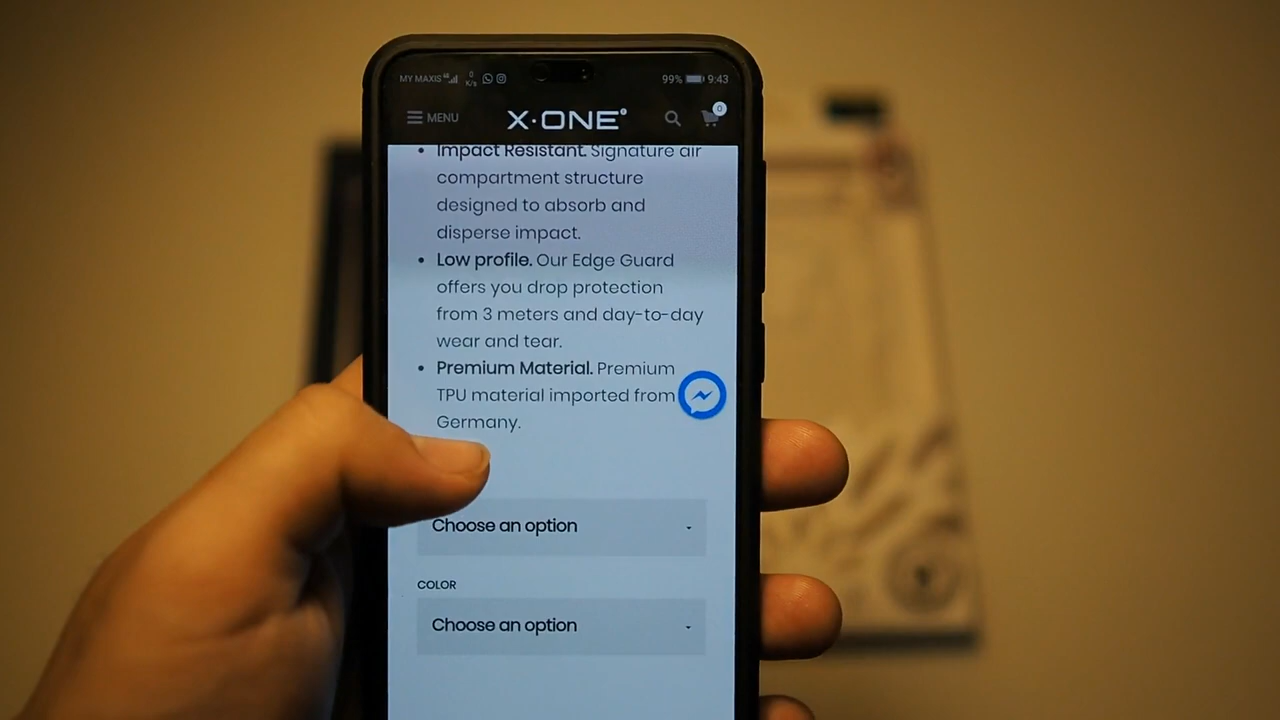 MY MAXIS 46 0 K/s 99% 9:43
MENU X·ONE® 0
Impact Resistant. Signature air
compartment structure
designed to absorb and
disperse impact.
Low profile. Our Edge Guard
offers you drop protection
from 3 meters and day-to-day
wear and tear.
Premium Material. Premium
TPU material imported from
Germany.
Choose an option
COLOR
Choose an option